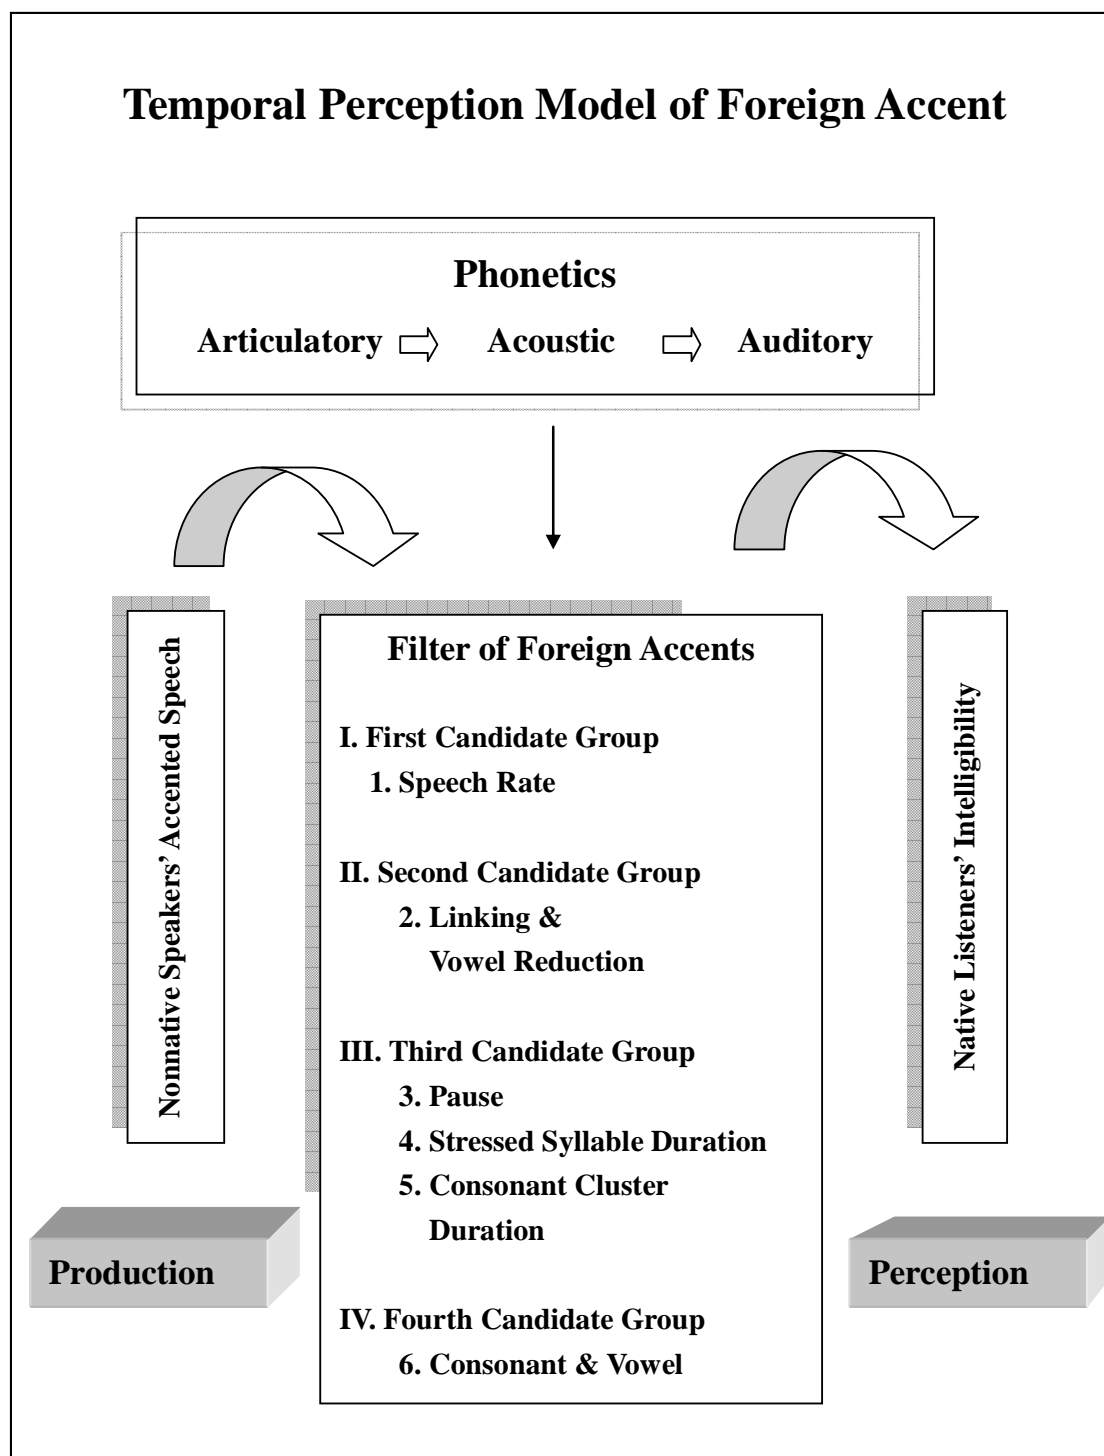 Temporal Perception Model of Foreign Accent
Phonetics
Articulatory Acoustic Auditory
Nonnative Speakers’ Accented Speech
Filter of Foreign Accents
I. First Candidate Group
1. Speech Rate
II. Second Candidate Group
2. Linking &
Vowel Reduction
III. Third Candidate Group
3. Pause
4. Stressed Syllable Duration
5. Consonant Cluster
Duration
IV. Fourth Candidate Group
6. Consonant & Vowel
Native Listeners’ Intelligibility
Production
Perception